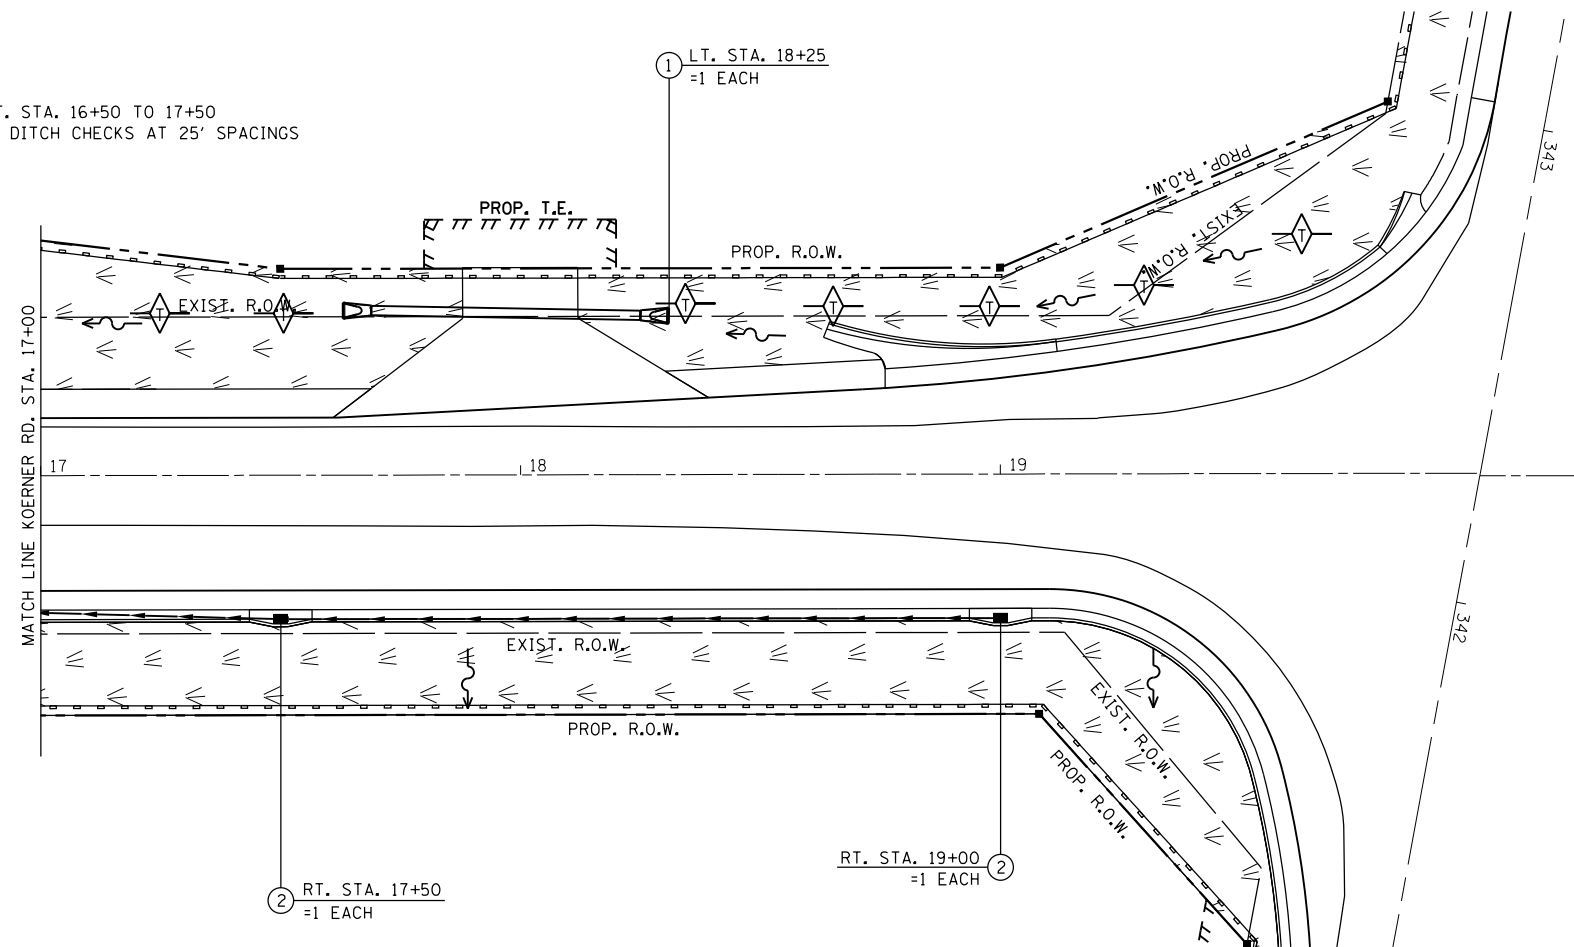 1
LT. STA. 18+25
=1 EACH
T. STA. 16+50 TO 17+50
DITCH CHECKS AT 25' SPACINGS
343
PROP. R.O.W.
PROP. T.E.
EXIST. R.O.W.
T
PROP. R.O.W.
T
T
T
T
EXIST. R.O.W.
T
T
MATCH LINE KOERNER RD. STA. 17+00
17
18
19
342
EXIST. R.O.W.
EXIST. R.O.W.
PROP. R.O.W.
PROP. R.O.W.
RT. STA. 19+00
=1 EACH
2
2
RT. STA. 17+50
=1 EACH